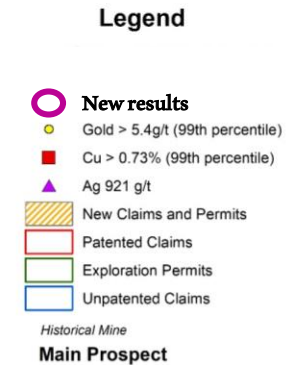 Legend
New results
Gold > 5.4g/t (99th percentile)
Cu > 0.73% (99th percentile)
Ag 921 g/t
New Claims and Permits
Patented Claims
Exploration Permits
Unpatented Claims
Historical Mine
Main Prospect